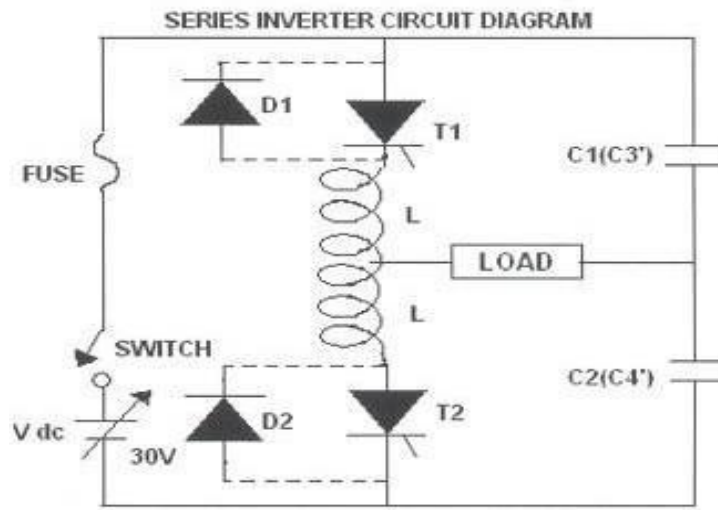 SERIES INVERTER CIRCUIT DIAGRAM
D1
T1
C1(C3')
FUSE
L
LOAD
L
SWITCH
C2(C4')
V dc
30V
D2
T2